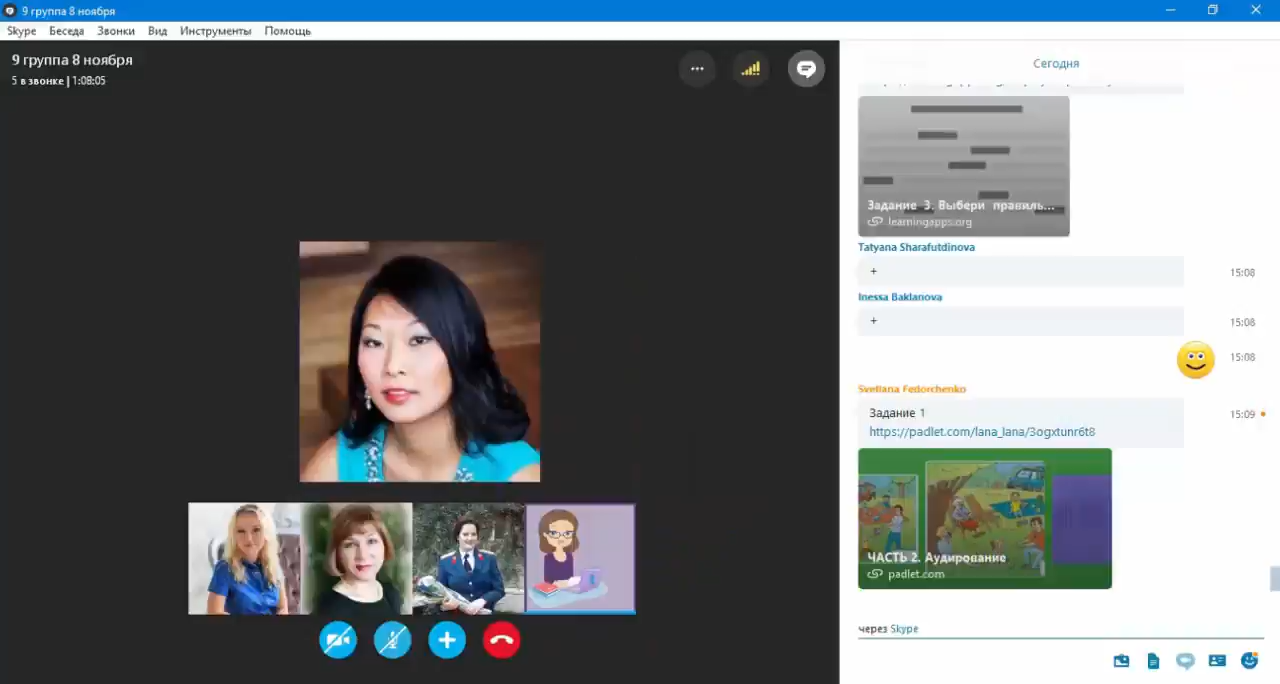 9 группа 8 ноября
Skype Беседа Звонки Вид Инструменты Помощь
9 группа 8 ноября
5 в звонке | 1:08:05
Сегодня
Задание 3. Выбери правиль...
learningapps.org
Tatyana Sharafutdinova
+
15:08
Inessa Baklanova
+
15:08
15:08
Svetlana Fedorchenko
Задание 1
15:09
https://padlet.com/lana_lana/3ogxtunr6t8
ЧАСТЬ 2. Аудирование
padlet.com
через Skype